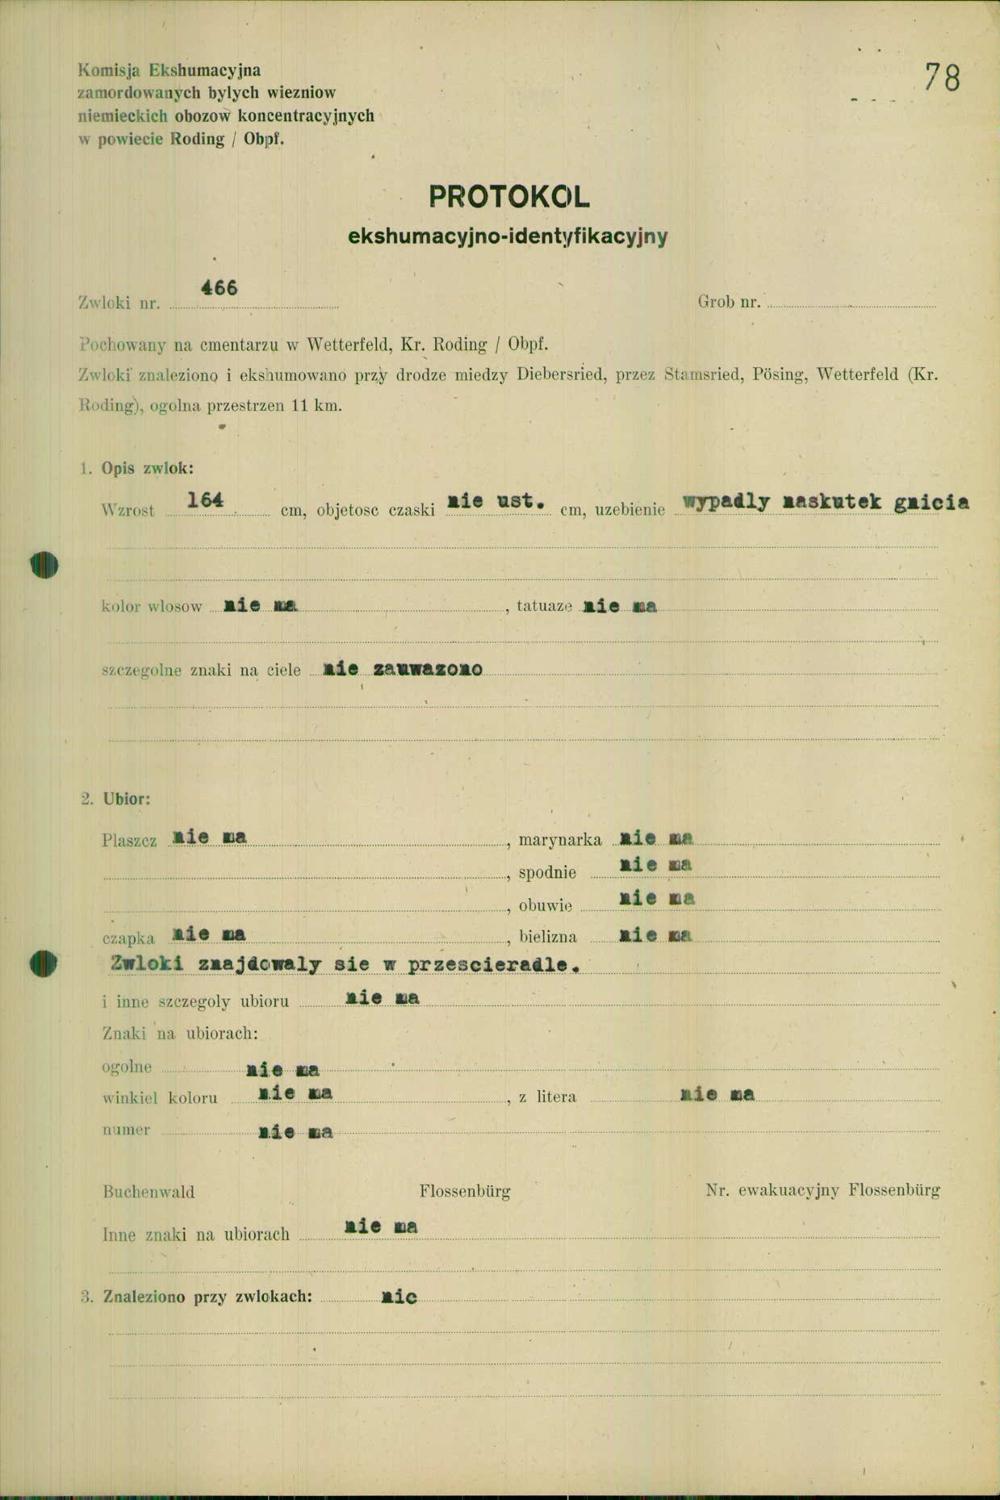 78
Komisja Ekshumacyjna
zamordowanych bylych wiezniow
niemieckich obozow koncentracyjnych
w powiecie Roding / Obpf.
PROTOKOL
ekshumacyjno-identyfikacyjny
Zwloki nr. 466 Grob nr.
Pochowany na cmentarzu w Wetterfeld, Kr. Roding / Obpf.
Zwloki znaleziono i ekshumowano przy drodze miedzy Diebersried, przez Stamsried, Pösing, Wetterfeld (Kr.
Roding), ogolna przestrzen 11 km.
1. Opis zwlok:
Wzrost 164 cm, objetosc czaski nie ust. cm, uzebienie wypadly naskutek gnicia
kolor wlosow nie ma, tatuaze nie ma
szczegolne znaki na ciele nie zauwazono
2. Ubior:
Plaszcz nie ma, marynarka nie ma
, spodnie nie ma
, obuwie nie ma
czapka nie ma, bielizna nie ma
Zwloki znajdowaly sie w przescieradle.
i inne szczegoly ubioru nie ma
Znaki na ubiorach:
ogolne nie ma
winkiel koloru nie ma, z litera nie ma
numer nie ma
Buchenwald Flossenbürg Nr. ewakuacyjny Flossenbürg
Inne znaki na ubiorach nie ma
3. Znaleziono przy zwlokach: nic